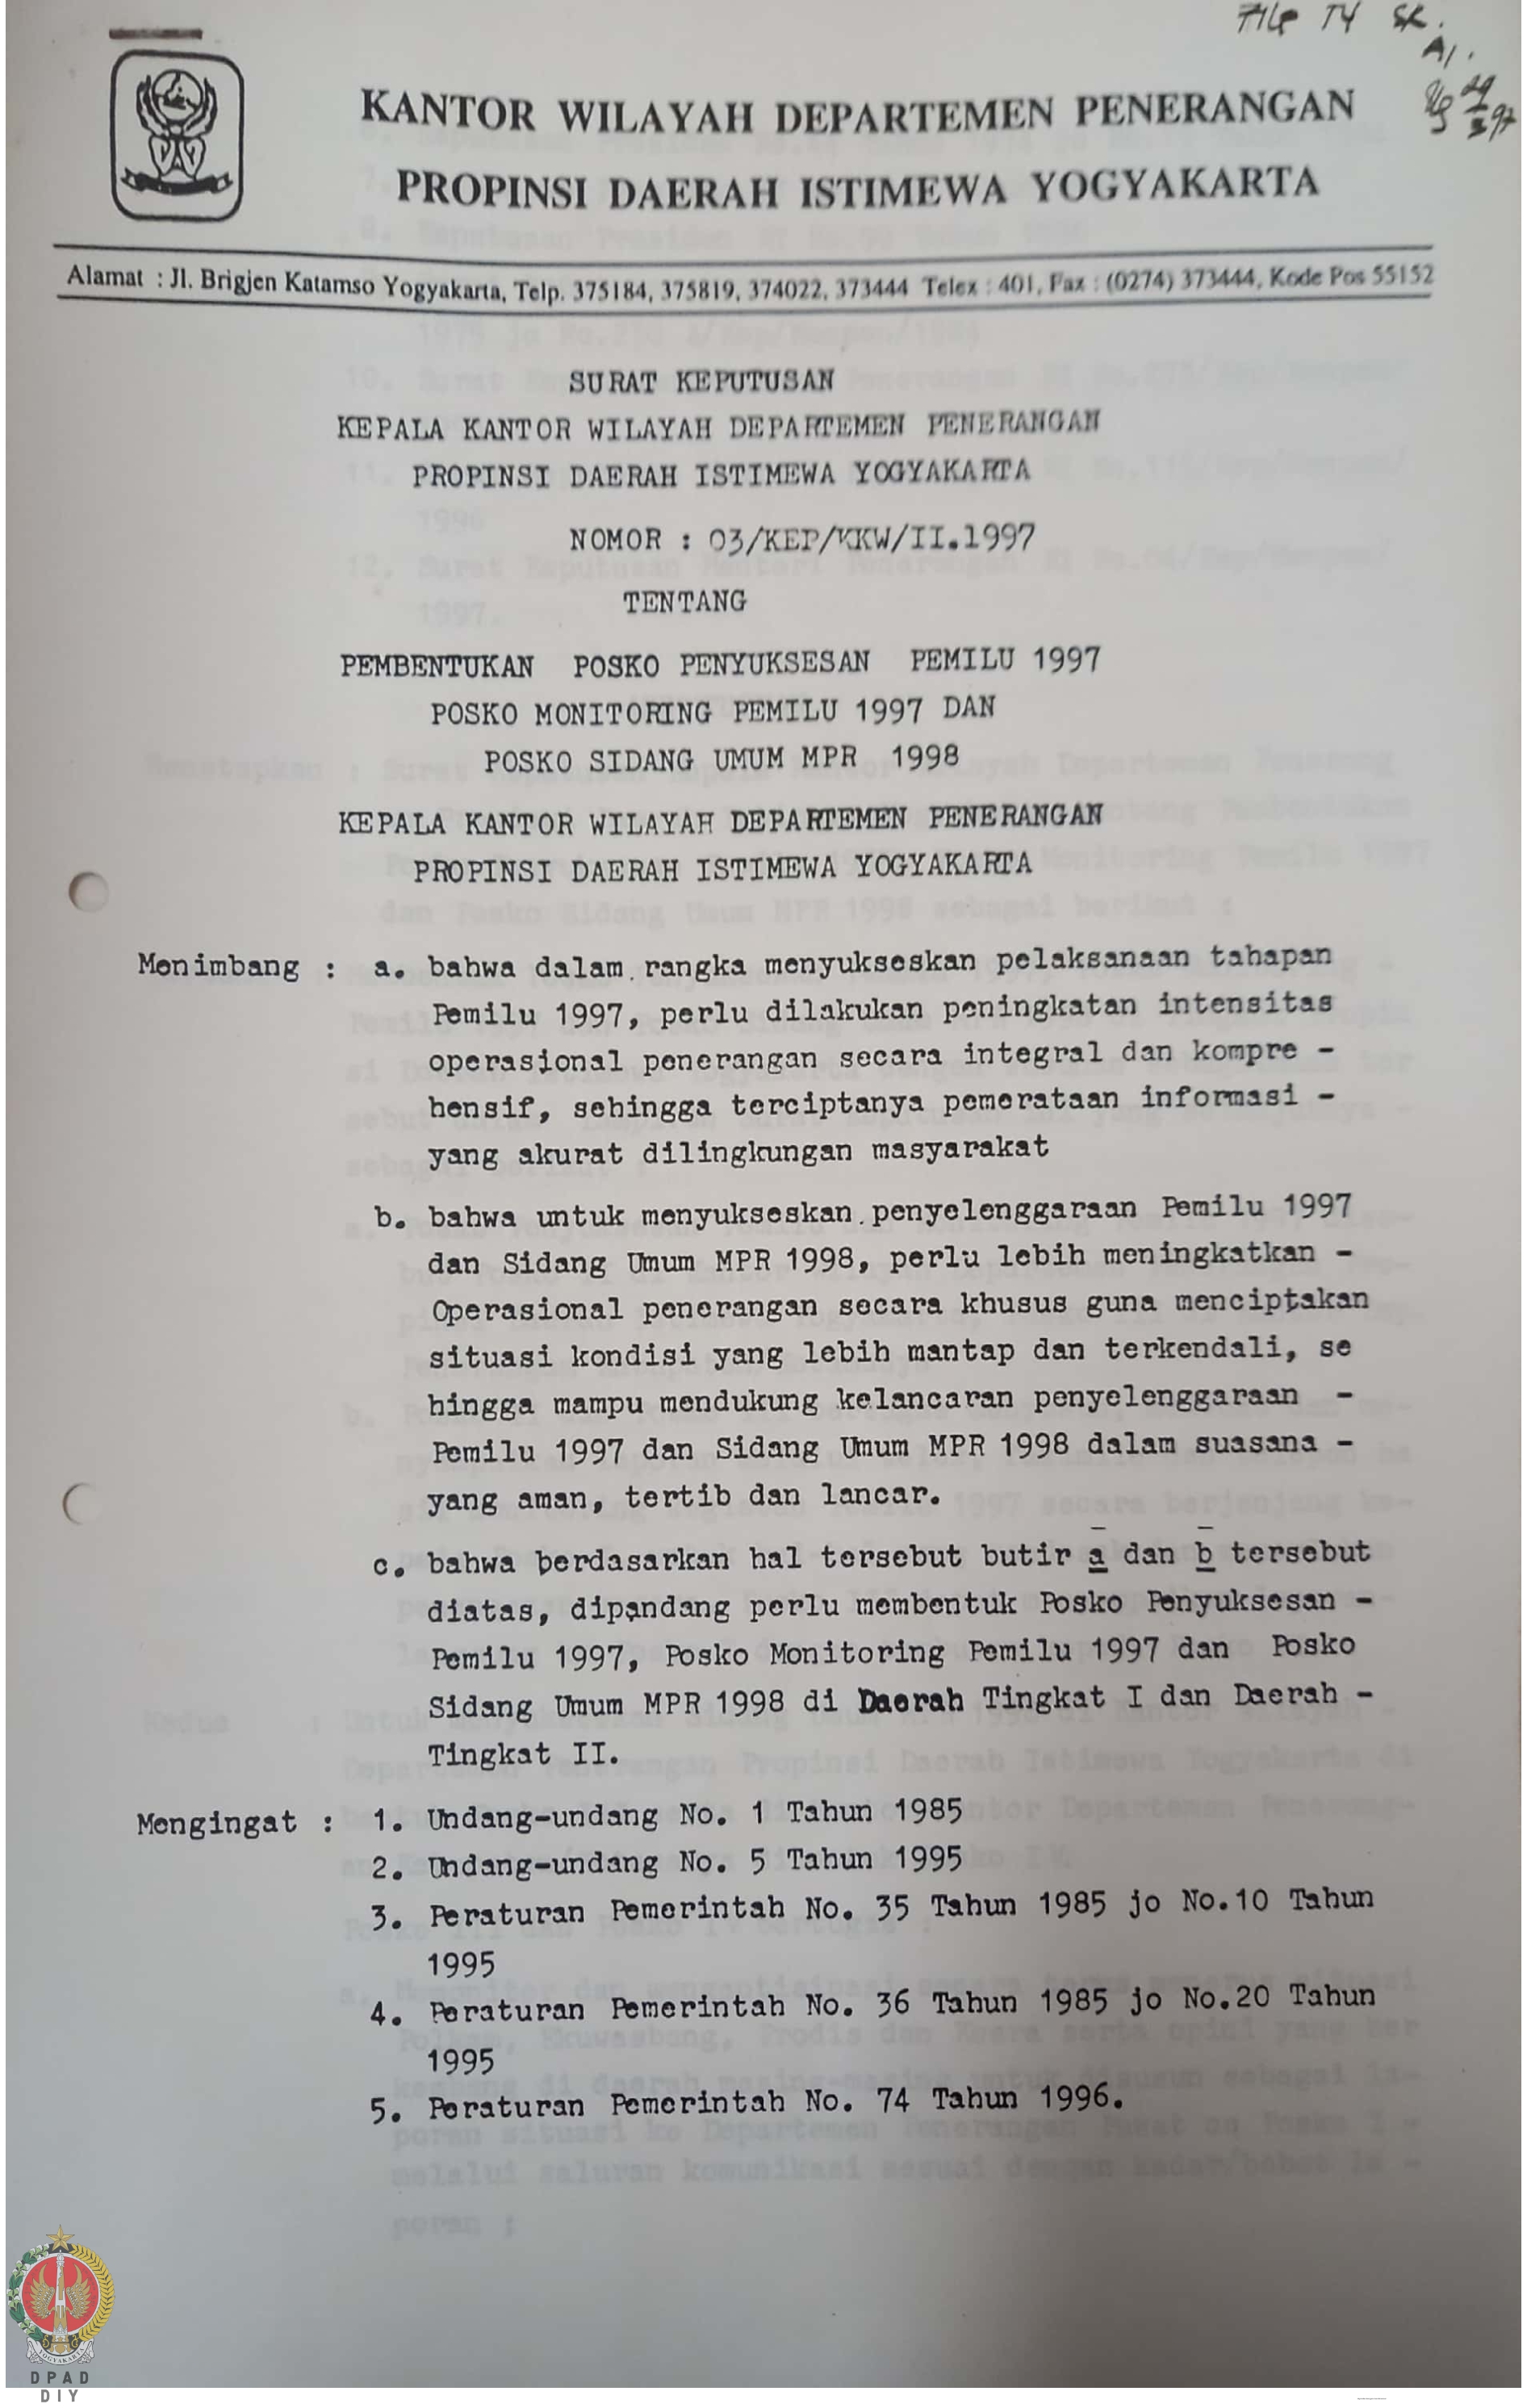 FILE TY SK.
KANTOR WILAYAH DEPARTEMEN PENERANGAN
PROPINSI DAERAH ISTIMEWA YOGYAKARTA
Alamat : Jl. Brigjen Katamso Yogyakarta, Telp. 375184, 375819, 374022, 373444 Telex : 401, Fax : (0274) 373444, Kode Pos 55152
SURAT KEPUTUSAN
KEPALA KANTOR WILAYAH DEPARTEMEN PENERANGAN
PROPINSI DAERAH ISTIMEWA YOGYAKARTA
NOMOR : 03/KEP/KKW/II.1997
TENTANG
PEMBENTUKAN POSKO PENYUKSESAN PEMILU 1997
POSKO MONITORING PEMILU 1997 DAN
POSKO SIDANG UMUM MPR 1998
KEPALA KANTOR WILAYAH DEPARTEMEN PENERANGAN
PROPINSI DAERAH ISTIMEWA YOGYAKARTA
Menimbang : a. bahwa dalam rangka menyukseskan pelaksanaan tahapan
Pemilu 1997, perlu dilakukan peningkatan intensitas
operasional penerangan secara integral dan kompre -
hensif, sehingga terciptanya pemerataan informasi -
yang akurat dilingkungan masyarakat
b. bahwa untuk menyukseskan penyelenggaraan Pemilu 1997
dan Sidang Umum MPR 1998, perlu lebih meningkatkan -
Operasional penerangan secara khusus guna menciptakan
situasi kondisi yang lebih mantap dan terkendali, se
hingga mampu mendukung kelancaran penyelenggaraan -
Pemilu 1997 dan Sidang Umum MPR 1998 dalam suasana -
yang aman, tertib dan lancar.
c. bahwa berdasarkan hal tersebut butir a dan b tersebut
diatas, dipandang perlu membentuk Posko Penyuksesan -
Pemilu 1997, Posko Monitoring Pemilu 1997 dan Posko
Sidang Umum MPR 1998 di Daerah Tingkat I dan Daerah -
Tingkat II.
Mengingat : 1. Undang-undang No. 1 Tahun 1985
2. Undang-undang No. 5 Tahun 1995
3. Peraturan Pemerintah No. 35 Tahun 1985 jo No.10 Tahun
1995
4. Peraturan Pemerintah No. 36 Tahun 1985 jo No.20 Tahun
1995
5. Peraturan Pemerintah No. 74 Tahun 1996.
DPAD
DIY